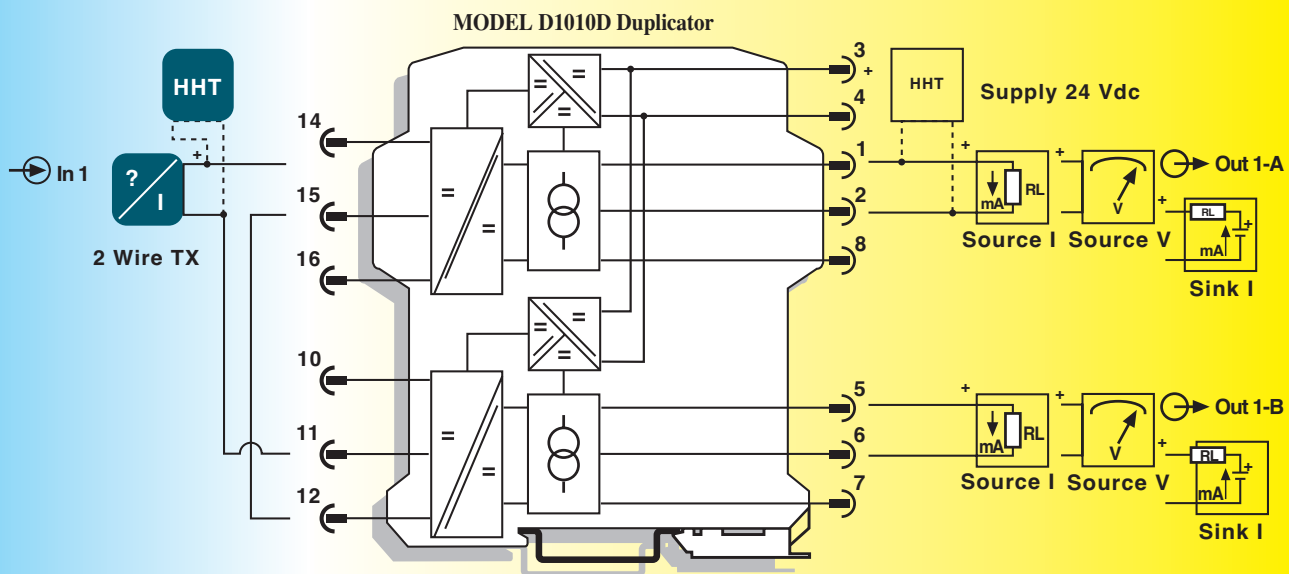 MODEL D1010D Duplicator
HHT
+
?
I
In 1
2 Wire TX
14
15
16
10
11
12
=
=
=
=
=
=
=
=
=
=
3
+
4
1
2
8
5
6
7
HHT
Supply 24 Vdc
+
mA
RL
Source I
+
V
Source V
Out 1-A
+
RL
+
mA
Sink I
+
mA
RL
Source I
+
V
Source V
Out 1-B
+
RL
+
mA
Sink I